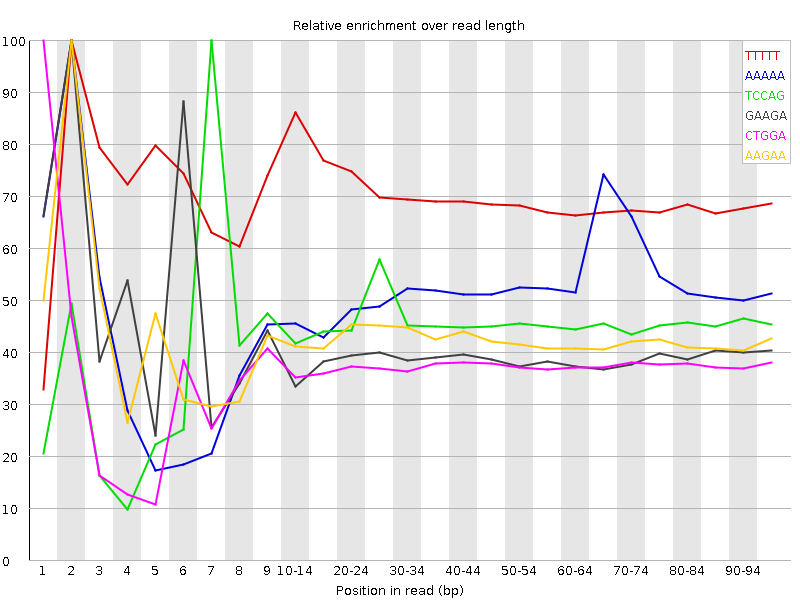 Relative enrichment over read length
100
90
80
70
60
50
40
30
20
10
0
TTTTT
AAAAA
TCCAG
GAAGA
CTGGA
AAGAA
1 2 3 4 5 6 7 8 9 10-14 20-24 30-34 40-44 50-54 60-64 70-74 80-84 90-94
Position in read (bp)